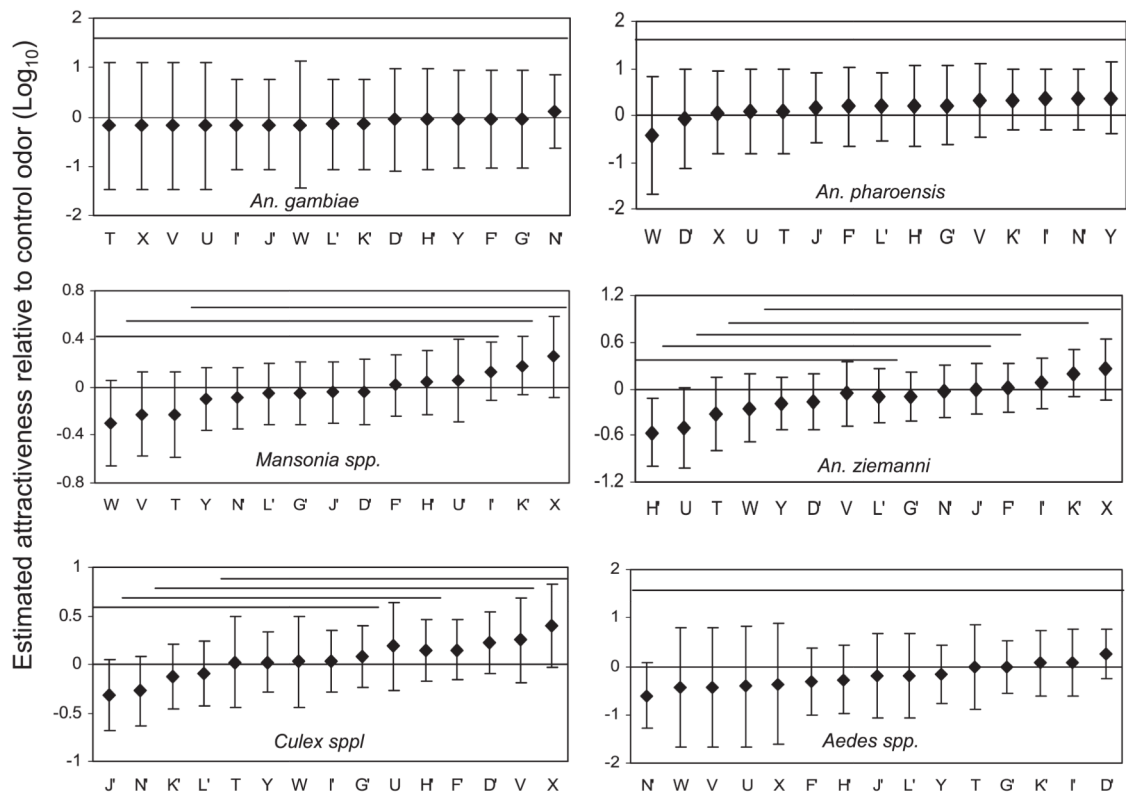 Estimated attractiveness relative to control odor (Log10)
2
1
0
-1
-2
An. gambiae
T X V U I' J' W L' K' D' H' Y F' G' N'
2
1
0
-1
-2
An. pharoensis
W D' X U T J' F' L' H' G' V K' I' N' Y
0.8
0.4
0
-0.4
-0.8
Mansonia spp.
W V T Y N' L' G' J' D' F' H' U' I' K' X
1.2
0.6
0
-0.6
-1.2
An. ziemanni
H' U T W Y D' V L' G' N' J' F' I' K' X
1
0.5
0
-0.5
-1
Culex sppl
J' N' K' L' T Y W I' G' U H' F' D' V X
2
1
0
-1
-2
Aedes spp.
N' W V U X F' H' J' L' Y T G' K' I' D'